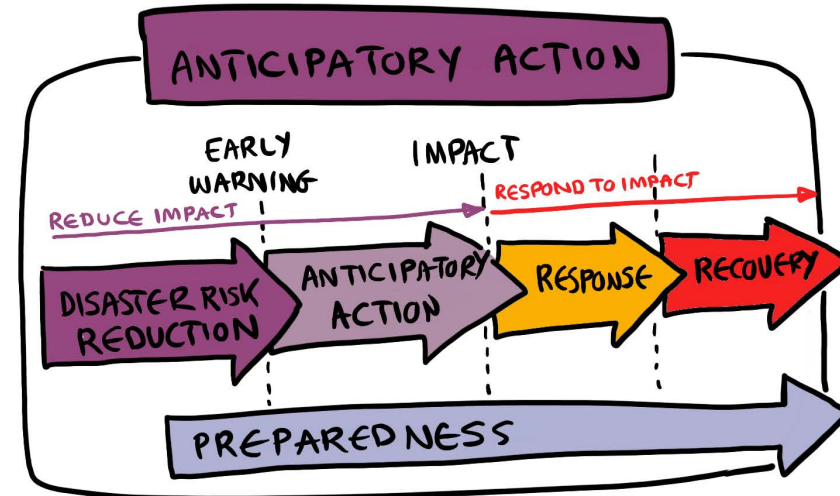 ANTICIPATORY ACTION
EARLY
WARNING
IMPACT
REDUCE IMPACT
RESPOND TO IMPACT
DISASTER RISK
REDUCTION
ANTICIPATORY
ACTION
RESPONSE
RECOVERY
PREPAREDNESS